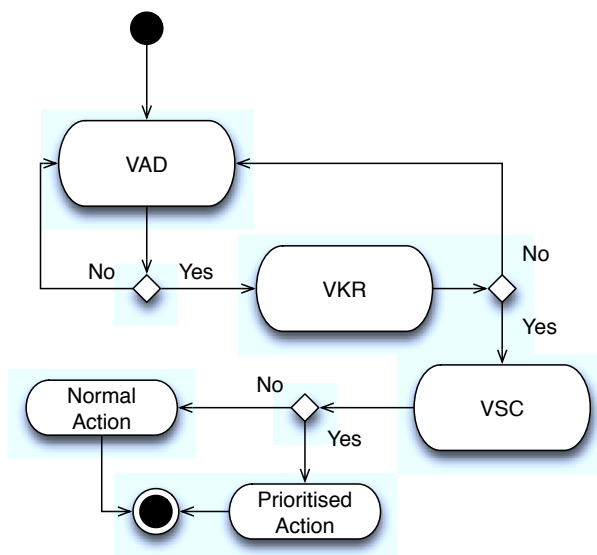 VAD
No
Yes
VKR
No
Yes
VSC
No
Yes
Normal
Action
Prioritised
Action